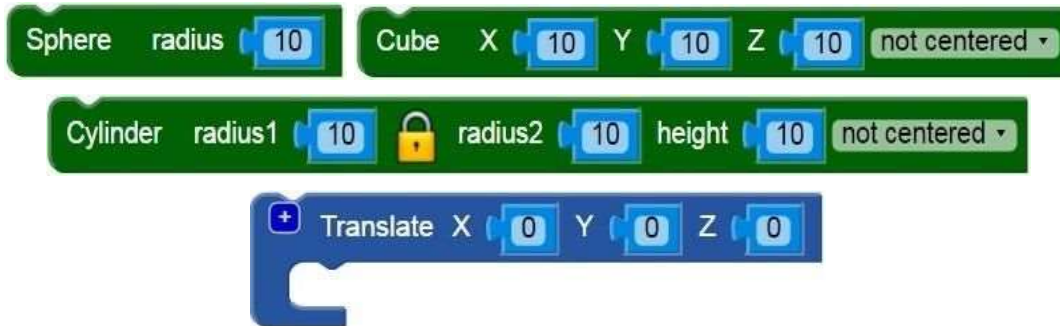 Sphere radius 10 Cube X 10 Y 10 Z 10 not centered
Cylinder radius1 10 radius2 10 height 10 not centered
+ Translate X 0 Y 0 Z 0